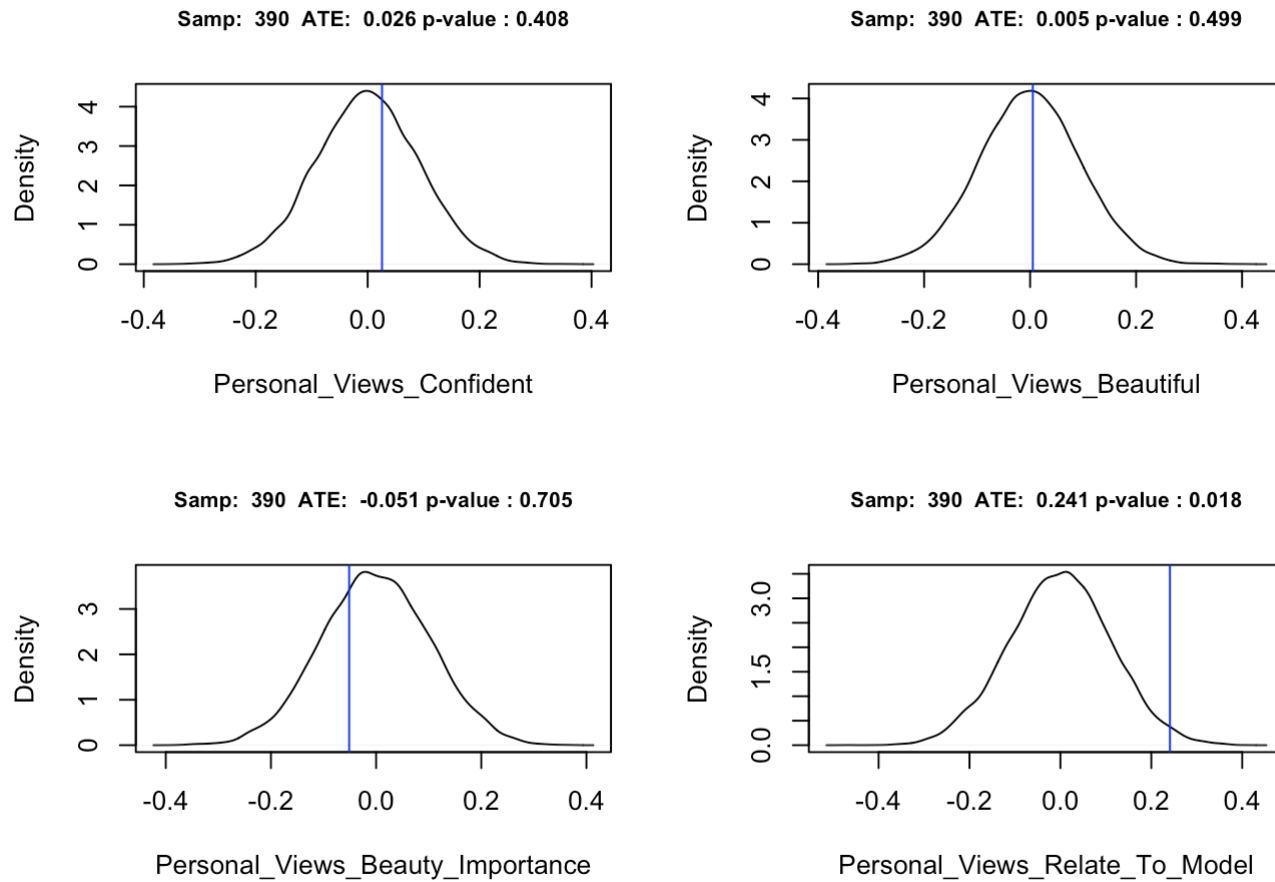 Samp: 390 ATE: 0.026 p-value : 0.408
Density
0 1 2 3 4
-0.4 -0.2 0.0 0.2 0.4
Personal_Views_Confident
Samp: 390 ATE: 0.005 p-value : 0.499
Density
0 1 2 3 4
-0.4 -0.2 0.0 0.2 0.4
Personal_Views_Beautiful
Samp: 390 ATE: -0.051 p-value : 0.705
Density
0 1 2 3
-0.4 -0.2 0.0 0.2 0.4
Personal_Views_Beauty_Importance
Samp: 390 ATE: 0.241 p-value : 0.018
Density
0.0 1.5 3.0
-0.4 -0.2 0.0 0.2 0.4
Personal_Views_Relate_To_Model